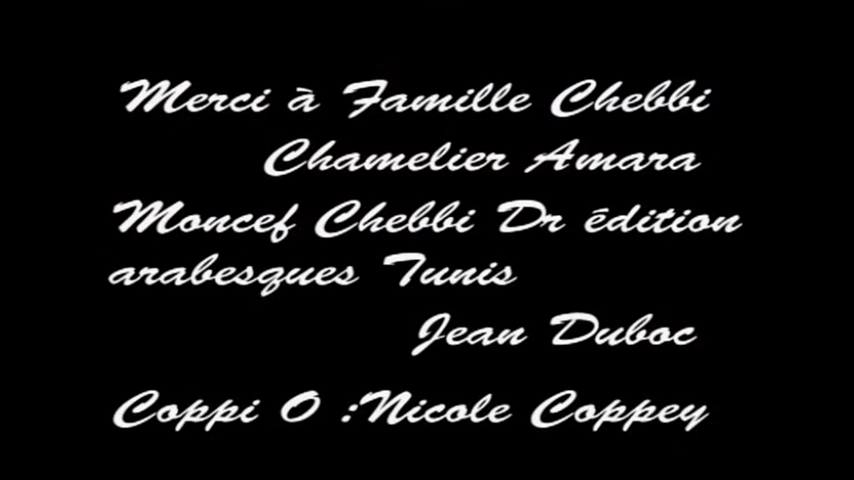 Merci à Famille Chebbi
Chamelier Amara
Moncef Chebbi Dr édition
arabesques Tunis
Jean Duboc
Coppi O :Nicole Coppey